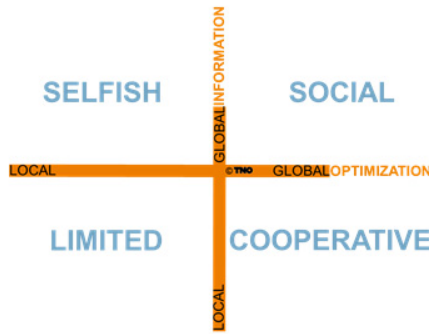 GLOBAL INFORMATION
SELFISH
SOCIAL
LOCAL
© TNO
GLOBAL OPTIMIZATION
LIMITED
COOPERATIVE
LOCAL